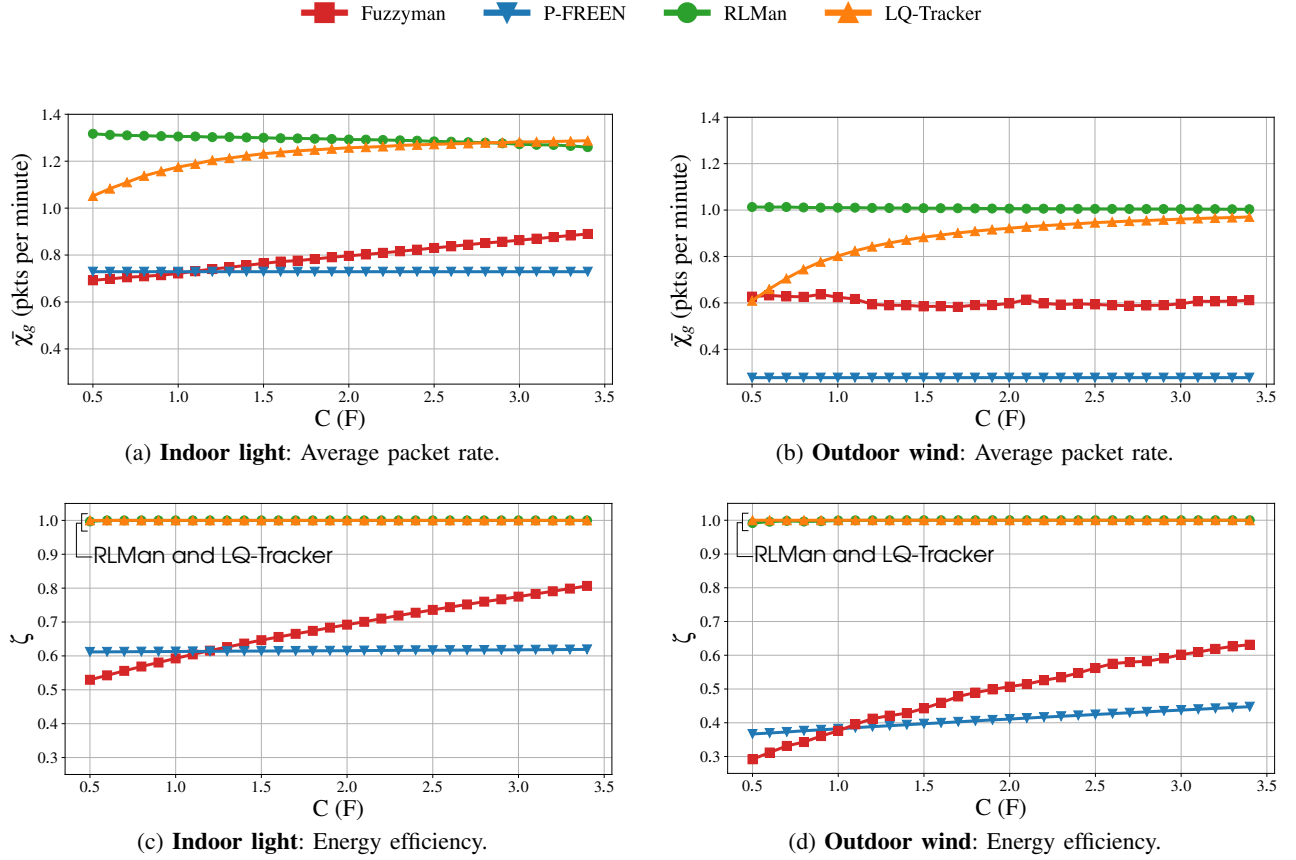 Fuzzyman P-FREEN RLMan LQ-Tracker
1.4
1.2
1.0
0.8
0.6
0.4
χ̄g (pkts per minute)
0.5 1.0 1.5 2.0 2.5 3.0 3.5
C (F)
(a) Indoor light: Average packet rate.
1.4
1.2
1.0
0.8
0.6
0.4
χ̄g (pkts per minute)
0.5 1.0 1.5 2.0 2.5 3.0 3.5
C (F)
(b) Outdoor wind: Average packet rate.
1.0
0.9
0.8
0.7
0.6
0.5
0.4
0.3
ζ
RLMan and LQ-Tracker
0.5 1.0 1.5 2.0 2.5 3.0 3.5
C (F)
(c) Indoor light: Energy efficiency.
1.0
0.9
0.8
0.7
0.6
0.5
0.4
0.3
ζ
RLMan and LQ-Tracker
0.5 1.0 1.5 2.0 2.5 3.0 3.5
C (F)
(d) Outdoor wind: Energy efficiency.